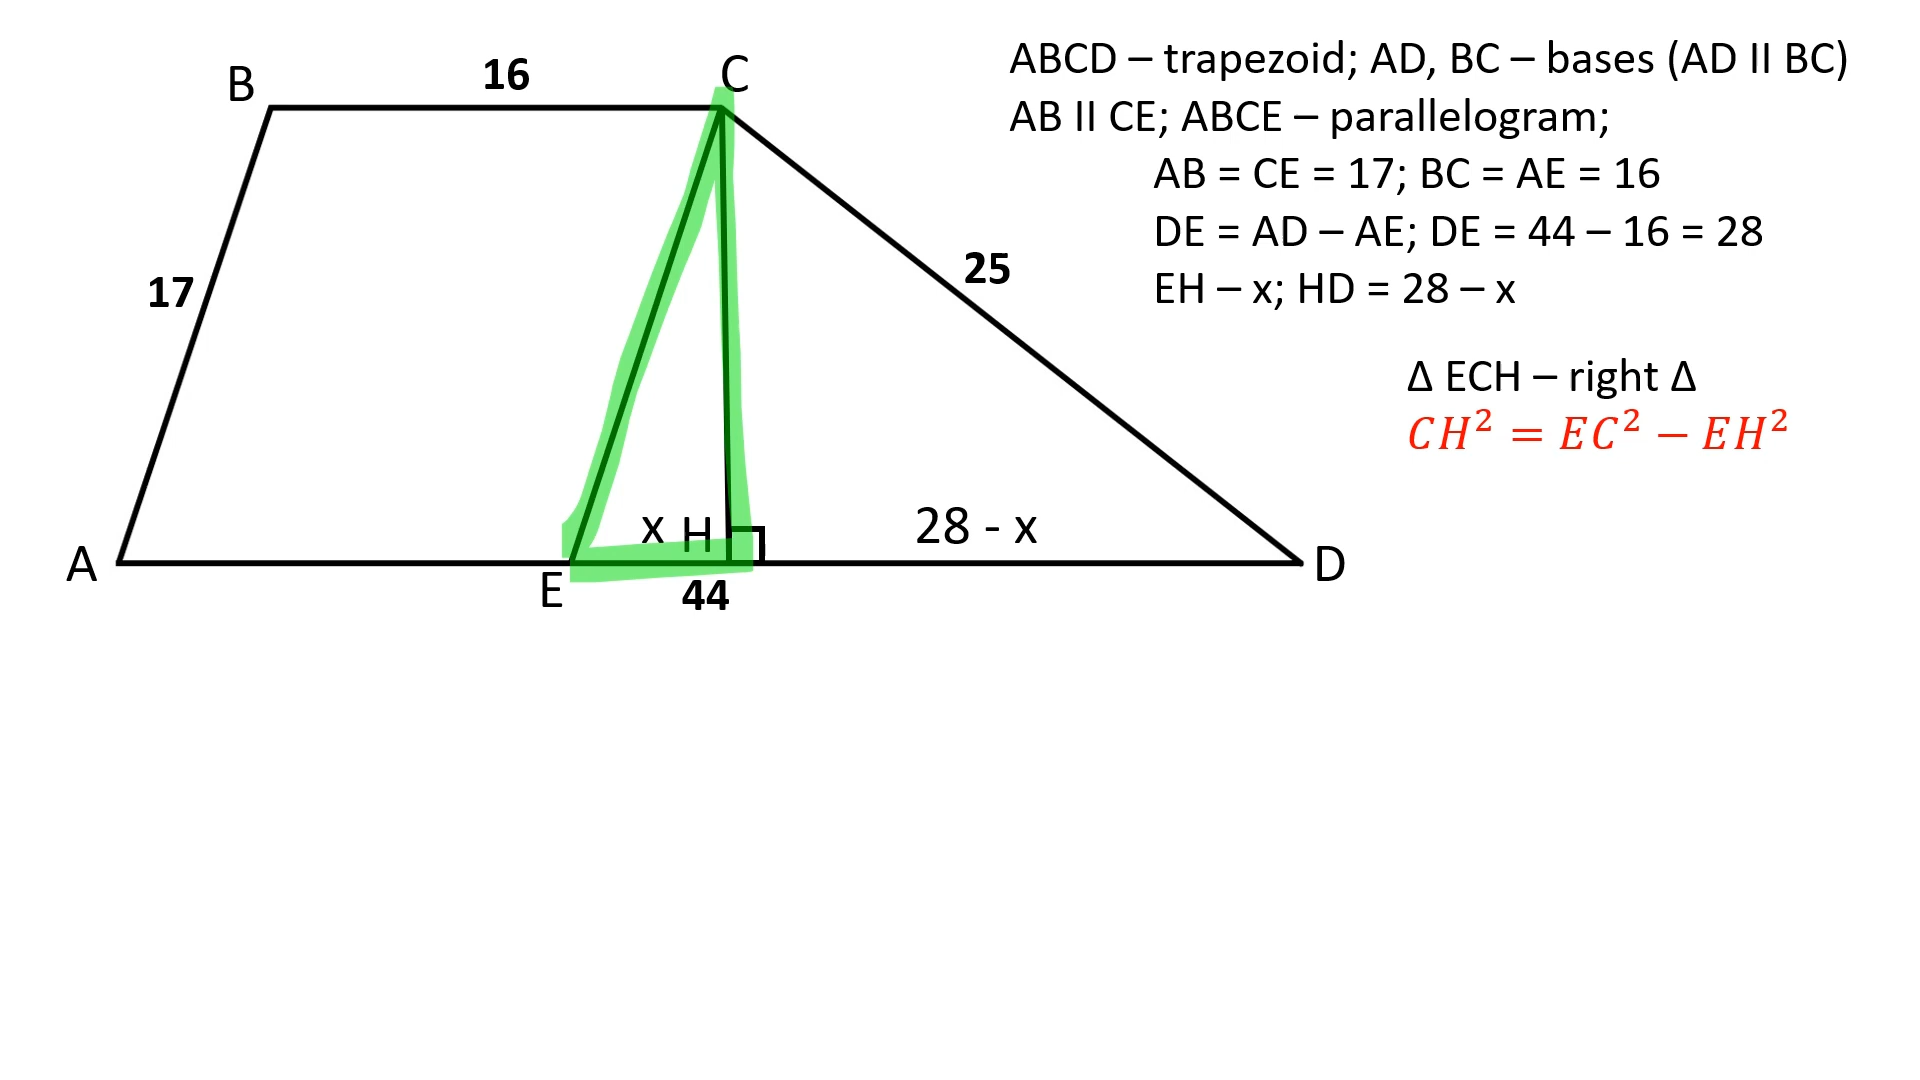 B
16
C
17
25
x
H
28 - x
A
E
44
D
ABCD – trapezoid; AD, BC – bases (AD II BC)
AB II CE; ABCE – parallelogram;
AB = CE = 17; BC = AE = 16
DE = AD – AE; DE = 44 – 16 = 28
EH – x; HD = 28 – x
Δ ECH – right Δ
CH² = EC² − EH²